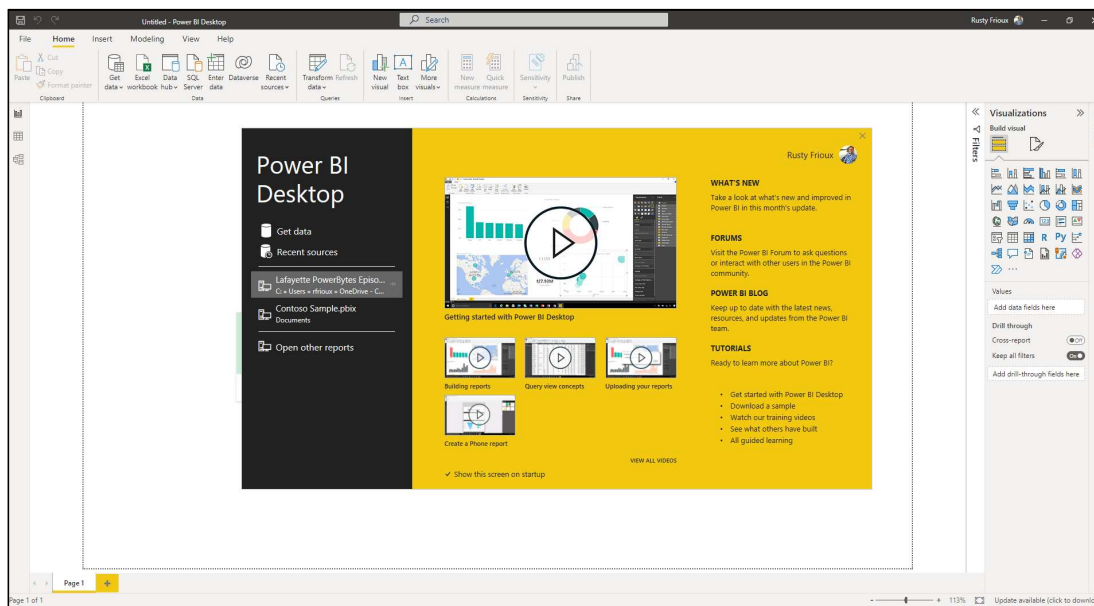 Untitled - Power BI Desktop
Search
Rusty Frioux
File Home Insert Modeling View Help
Paste
Cut
Copy
Format painter
Clipboard
Get data
Excel workbook
Data hub
SQL Server
Enter data
Dataverse
Recent sources
Data
Transform data
Refresh
Queries
New visual
Text box
More visuals
Insert
New measure
Quick measure
Calculations
Sensitivity
Sensitivity
Publish
Share
Power BI
Desktop
Get data
Recent sources
Lafayette PowerBytes Episo...
C: » Users » rfrioux » OneDrive - C...
Contoso Sample.pbix
Documents
Open other reports
Getting started with Power BI Desktop
Building reports
Query view concepts
Uploading your reports
Create a Phone report
VIEW ALL VIDEOS
Show this screen on startup
Rusty Frioux
WHAT'S NEW
Take a look at what's new and improved in
Power BI in this month's update.
FORUMS
Visit the Power BI Forum to ask questions
or interact with other users in the Power BI
community.
POWER BI BLOG
Keep up to date with the latest news,
resources, and updates from the Power BI
team.
TUTORIALS
Ready to learn more about Power BI?
• Get started with Power BI Desktop
• Download a sample
• Watch our training videos
• See what others have built
• All guided learning
Filters
Visualizations
Build visual
R Py
Values
Add data fields here
Drill through
Cross-report
Off
Keep all filters
On
Add drill-through fields here
Page 1
Page 1 of 1
- + 113%
Update available (click to downlo